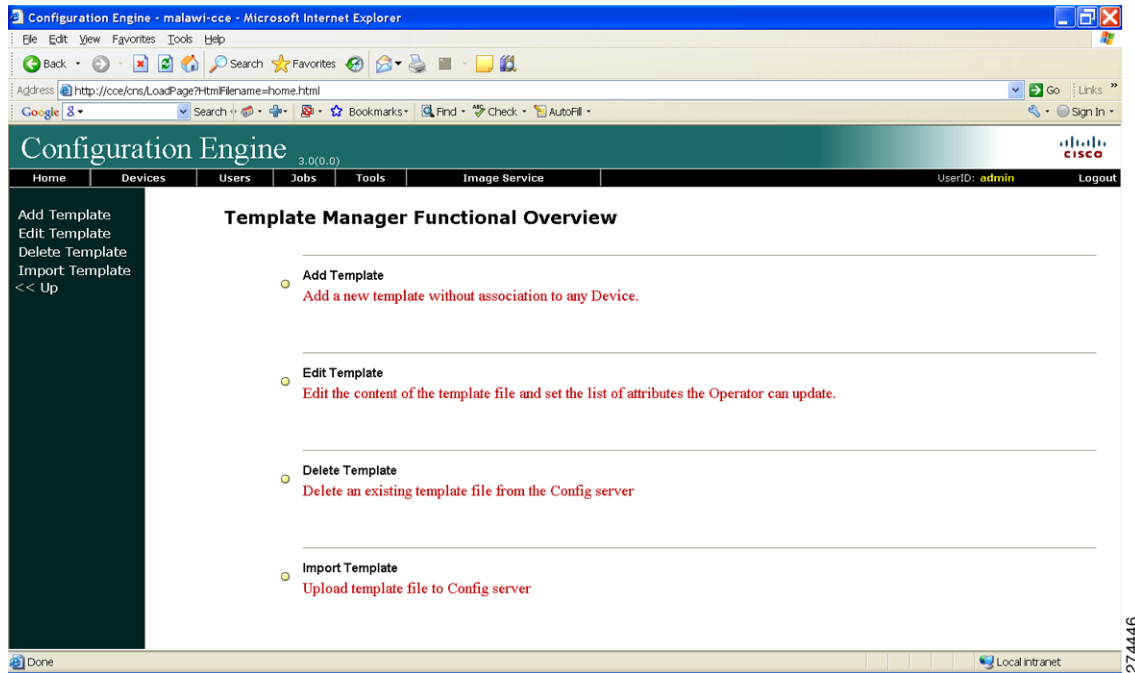 Configuration Engine - malawi-cce - Microsoft Internet Explorer
File Edit View Favorites Tools Help
Back Search Favorites
Address http://cce/cns/LoadPage?HtmlFilename=home.html Go Links »
Google Search Bookmarks Find Check AutoFill Sign In
Configuration Engine 3.0(0.0) CISCO
Home Devices Users Jobs Tools Image Service UserID: admin Logout
Add Template
Edit Template
Delete Template
Import Template
<< Up
Template Manager Functional Overview
Add Template
Add a new template without association to any Device.
Edit Template
Edit the content of the template file and set the list of attributes the Operator can update.
Delete Template
Delete an existing template file from the Config server
Import Template
Upload template file to Config server
Done Local intranet
274446